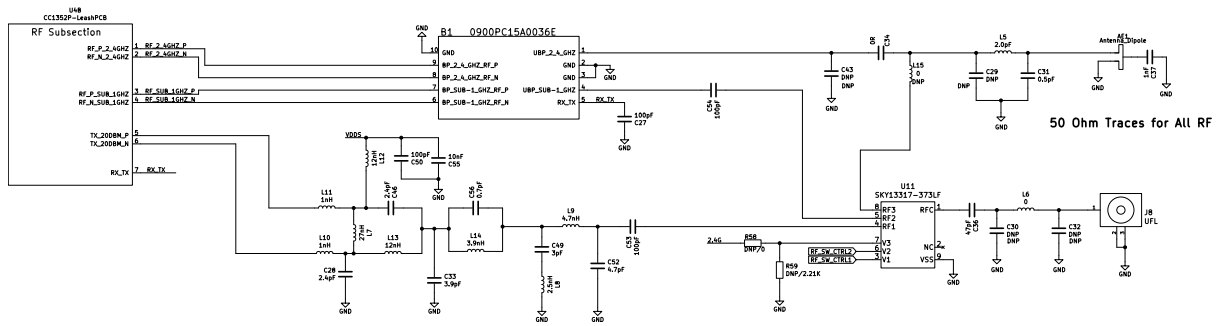 U4B
CC1352P-LeashPCB
RF Subsection
RF_P_2_4GHZ 1 RF_2_4GHZ_P
RF_N_2_4GHZ 2 RF_2_4GHZ_N
RF_P_SUB_1GHZ 3 RF_SUB_1GHZ_P
RF_N_SUB_1GHZ 4 RF_SUB_1GHZ_N
TX_20DBM_P 5
TX_20DBM_N 6
RX_TX 7 RX_TX
GND
B1 0900PC15A0036E
10 GND
9 BP_2_4_GHZ_RF_P
8 BP_2_4_GHZ_RF_N
7 BP_SUB-1_GHZ_RF_P
6 BP_SUB-1_GHZ_RF_N
UBP_2_4_GHZ 1
GND 2
GND 3
UBP_SUB-1_GHZ 4
RX_TX 5 RX_TX
GND
100pF
C27
GND
C54
100pF
C43
DNP
GND
0R
C34
L15
0
DNP
L5
2.0pF
C29
DNP
DNP
C31
0.5pF
GND
AE1
Antenna_Dipole
GND
1nF
C37
GND
50 Ohm Traces for All RF
VDDS
12nH
L12
100pF
C50
10nF
C55
GND
L11
1nH
2.4pF
C46
27nH
L7
L10
1nH
L13
12nH
C28
2.4pF
GND
C56
0.7pF
L14
3.9nH
C33
3.9pF
GND
L9
4.7nH
C49
3pF
2.5nH
L8
GND
C52
4.7pF
GND
C53
100pF
U11
SKY13317-373LF
8 RF3
5 RF2
4 RF1
7 V3
6 V2
3 V1
RFC 1
NC 2
VSS 9
GND
2.4G
R58
DNP/0
R59
DNP/2.21K
GND
RF_SW_CTRL2
RF_SW_CTRL1
47pF
C36
C30
DNP
DNP
GND
L6
0
C32
DNP
DNP
GND
1
J8
UFL
2
3
GND